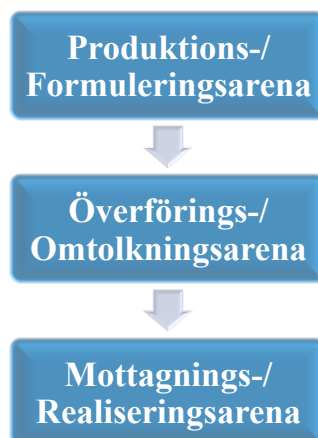 Produktions-/
Formuleringsarena
Överförings-/
Omtolkningsarena
Mottagnings-/
Realiseringsarena